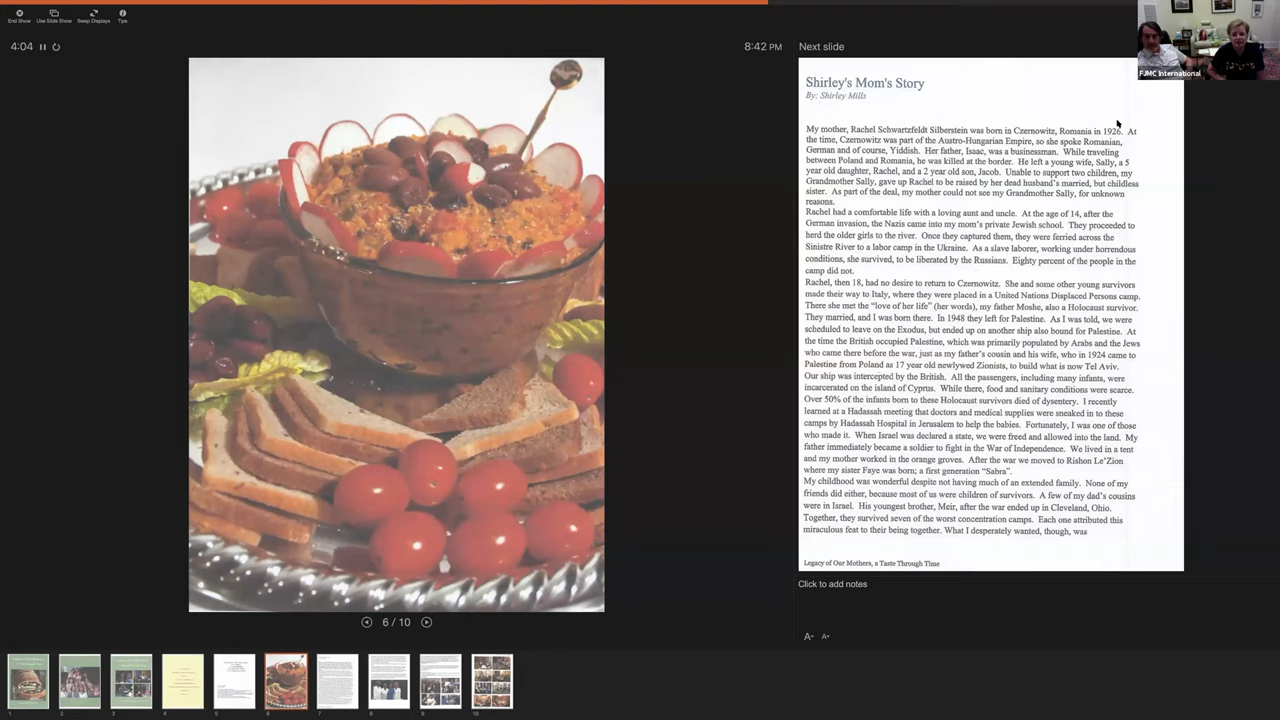 End Show
Use Slide Show
Swap Displays
Tips
4:04
8:42 PM
Next slide
FJMC International
Shirley's Mom's Story
By: Shirley Mills
My mother, Rachel Schwartzfeldt Silberstein was born in Czernowitz, Romania in 1926. At
the time, Czernowitz was part of the Austro-Hungarian Empire, so she spoke Romanian,
German and of course, Yiddish. Her father, Isaac, was a businessman. While traveling
between Poland and Romania, he was killed at the border. He left a young wife, Sally, a 5
year old daughter, Rachel, and a 2 year old son, Jacob. Unable to support two children, my
Grandmother Sally, gave up Rachel to be raised by her dead husband's married, but childless
sister. As part of the deal, my mother could not see my Grandmother Sally, for unknown
reasons.
Rachel had a comfortable life with a loving aunt and uncle. At the age of 14, after the
German invasion, the Nazis came into my mom's private Jewish school. They proceeded to
herd the older girls to the river. Once they captured them, they were ferried across the
Sinistre River to a labor camp in the Ukraine. As a slave laborer, working under horrendous
conditions, she survived, to be liberated by the Russians. Eighty percent of the people in the
camp did not.
Rachel, then 18, had no desire to return to Czernowitz. She and some other young survivors
made their way to Italy, where they were placed in a United Nations Displaced Persons camp.
There she met the "love of her life" (her words), my father Moshe, also a Holocaust survivor.
They married, and I was born there. In 1948 they left for Palestine. As I was told, we were
scheduled to leave on the Exodus, but ended up on another ship also bound for Palestine. At
the time the British occupied Palestine, which was primarily populated by Arabs and the Jews
who came there before the war, just as my father's cousin and his wife, who in 1924 came to
Palestine from Poland as 17 year old newlywed Zionists, to build what is now Tel Aviv.
Our ship was intercepted by the British. All the passengers, including many infants, were
incarcerated on the island of Cyprus. While there, food and sanitary conditions were scarce.
Over 50% of the infants born to these Holocaust survivors died of dysentery. I recently
learned at a Hadassah meeting that doctors and medical supplies were sneaked in to these
camps by Hadassah Hospital in Jerusalem to help the babies. Fortunately, I was one of those
who made it. When Israel was declared a state, we were freed and allowed into the land. My
father immediately became a soldier to fight in the War of Independence. We lived in a tent
and my mother worked in the orange groves. After the war we moved to Rishon Le'Zion
where my sister Faye was born; a first generation "Sabra".
My childhood was wonderful despite not having much of an extended family. None of my
friends did either, because most of us were children of survivors. A few of my dad's cousins
were in Israel. His youngest brother, Meir, after the war ended up in Cleveland, Ohio.
Together, they survived seven of the worst concentration camps. Each one attributed this
miraculous feat to their being together. What I desperately wanted, though, was
Legacy of Our Mothers, a Taste Through Time
Click to add notes
6 / 10
A A
1 2 3 4 5 6 7 8 9 10